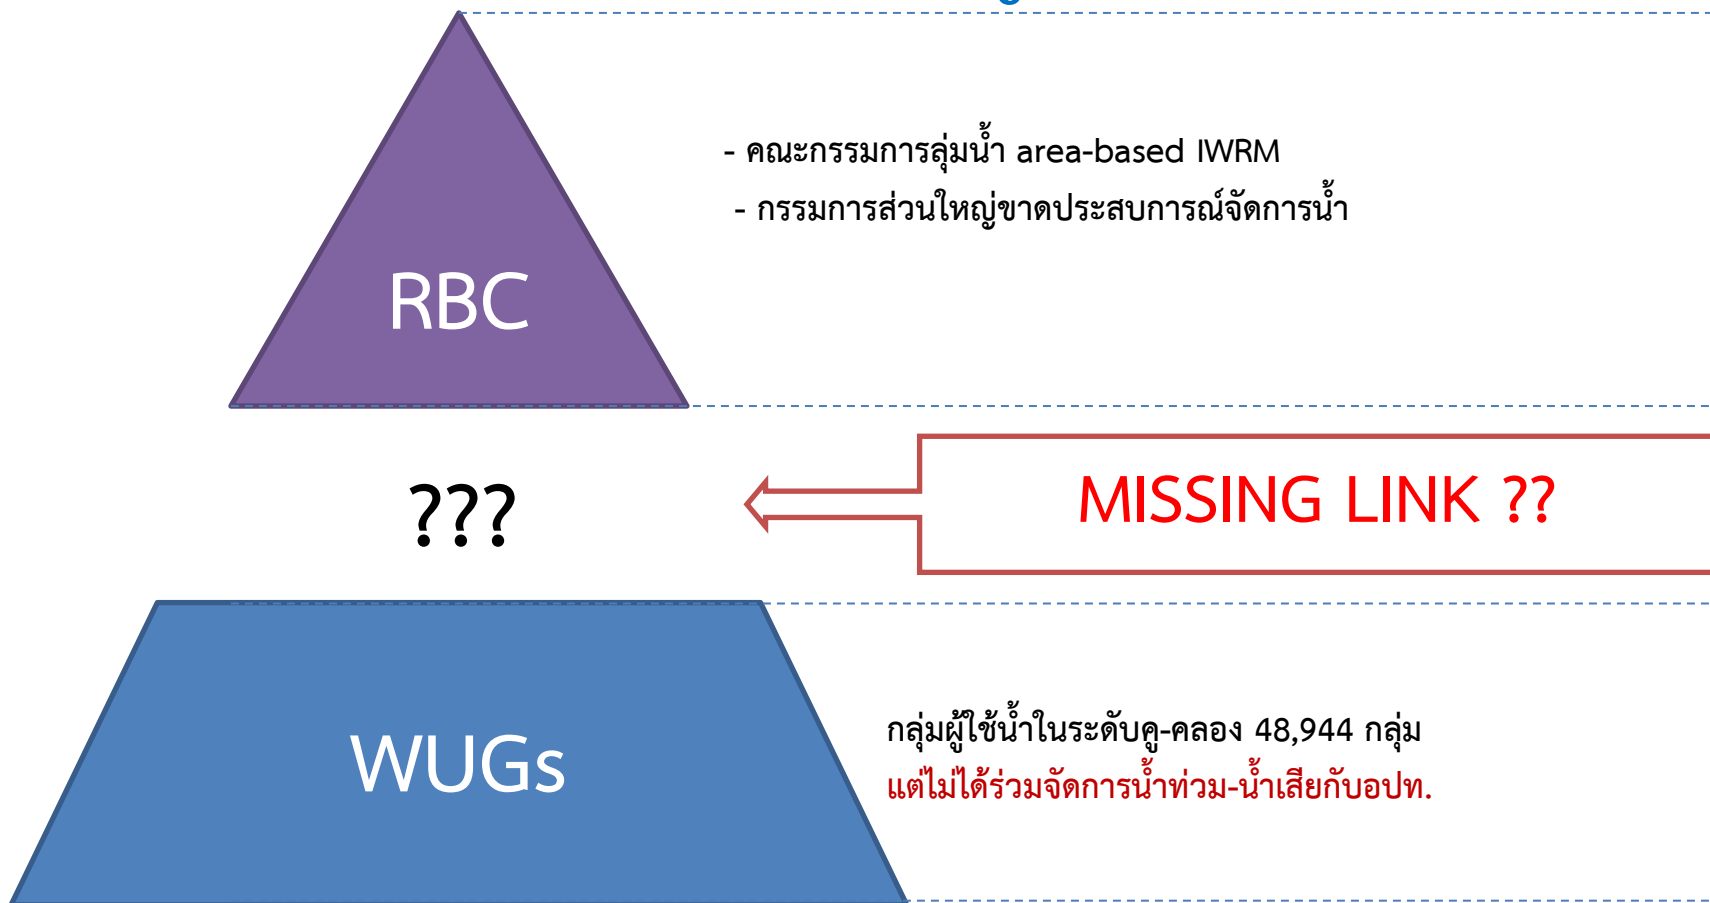 - คณะกรรมการลุ่มน้ำ area-based IWRM
- กรรมการส่วนใหญ่ขาดประสบการณ์จัดการน้ำ
RBC
???
MISSING LINK ??
กลุ่มผู้ใช้น้ำในระดับคู-คลอง 48,944 กลุ่ม
แต่ไม่ได้ร่วมจัดการน้ำท่วม-น้ำเสียกับอปท.
WUGs